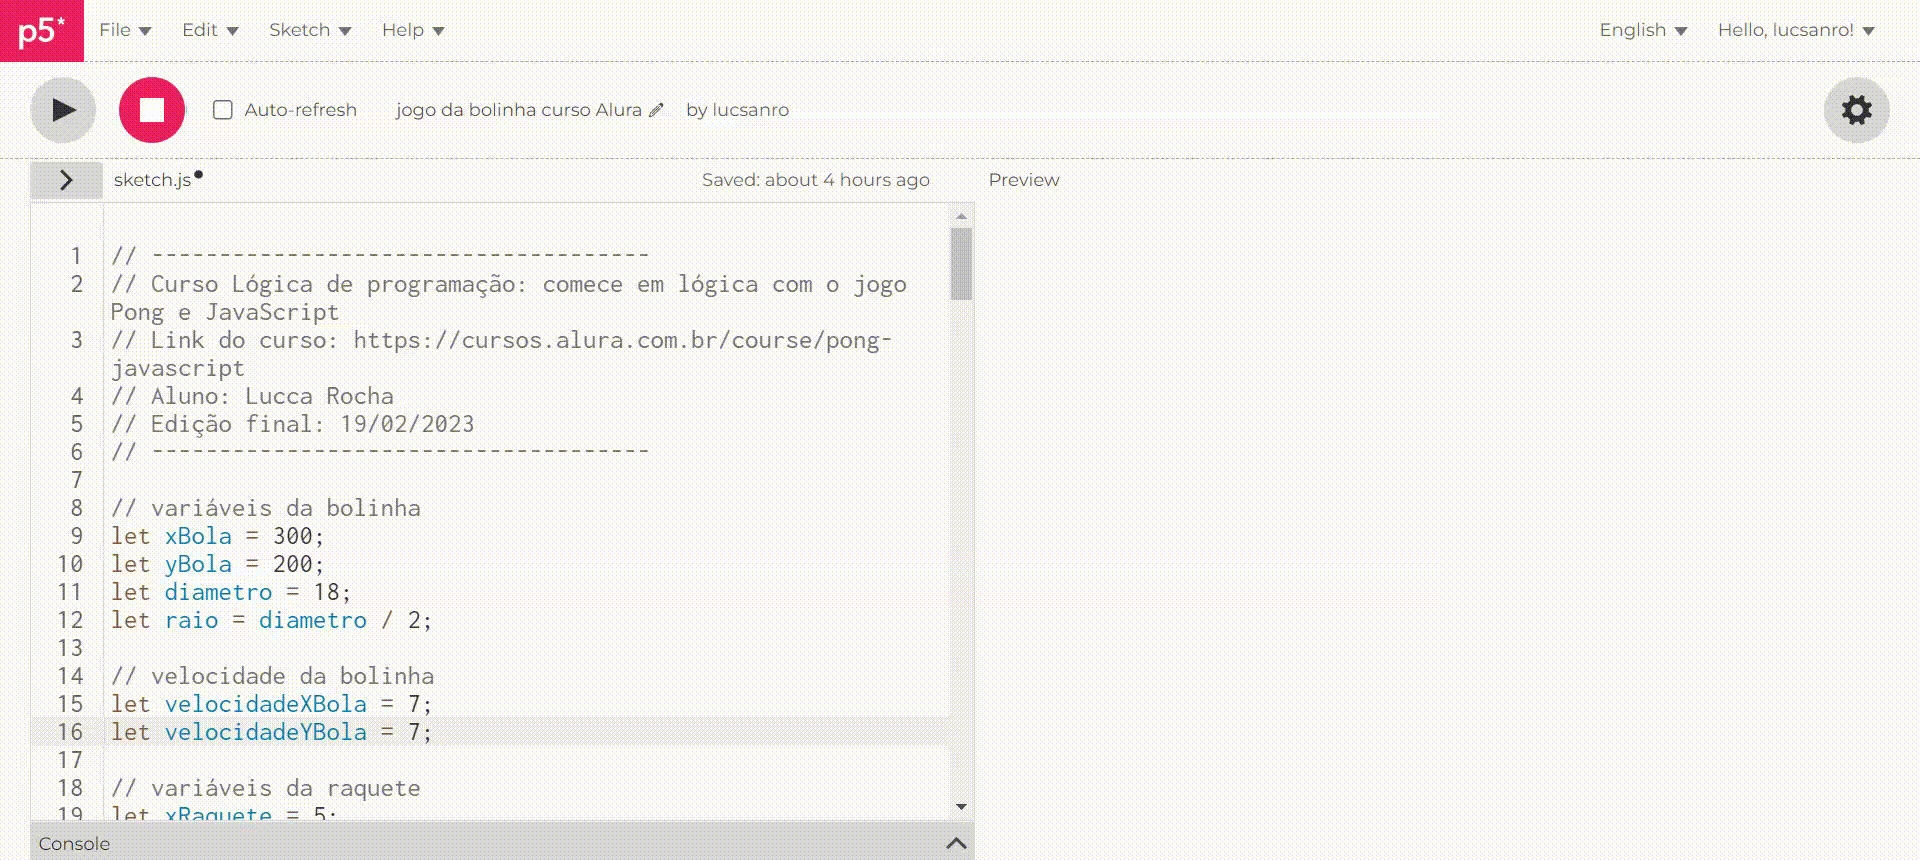 p5* File Edit Sketch Help English Hello, lucsanro!
Auto-refresh jogo da bolinha curso Alura by lucsanro
sketch.js Saved: about 4 hours ago Preview
1 // -------------------------------------
2 // Curso Lógica de programação: comece em lógica com o jogo
Pong e JavaScript
3 // Link do curso: https://cursos.alura.com.br/course/pong-
javascript
4 // Aluno: Lucca Rocha
5 // Edição final: 19/02/2023
6 // -------------------------------------
7
8 // variáveis da bolinha
9 let xBola = 300;
10 let yBola = 200;
11 let diametro = 18;
12 let raio = diametro / 2;
13
14 // velocidade da bolinha
15 let velocidadeXBola = 7;
16 let velocidadeYBola = 7;
17
18 // variáveis da raquete
19 let xRaquete = 5;
Console